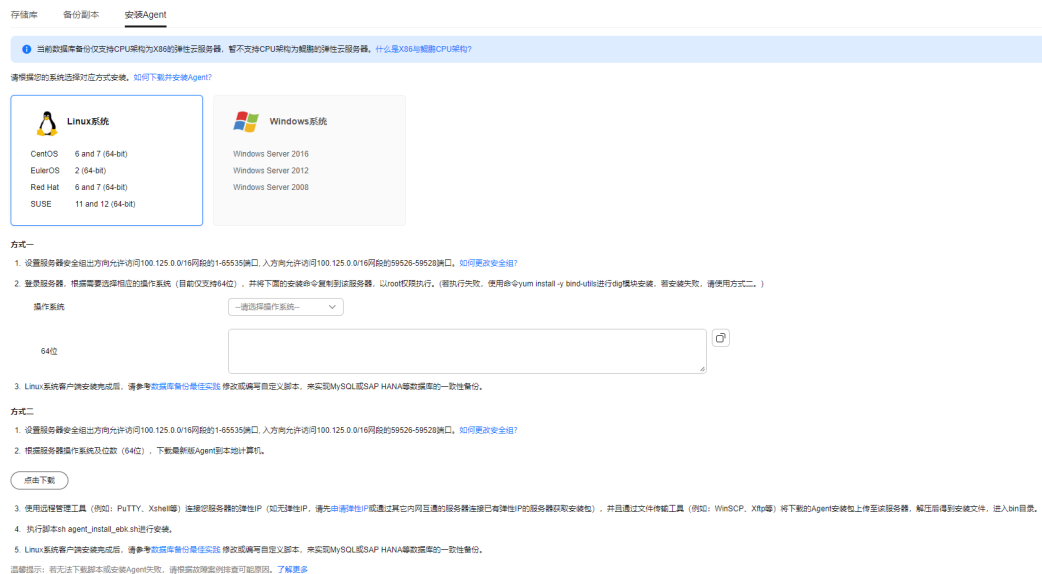 存储库 备份副本 安装Agent
当前数据库备份仅支持CPU架构为X86的弹性云服务器，暂不支持CPU架构为鲲鹏的弹性云服务器。什么是X86与鲲鹏CPU架构?
请根据您的系统选择对应方式安装。如何下载并安装Agent?
Linux系统
CentOS 6 and 7 (64-bit)
EulerOS 2 (64-bit)
Red Hat 6 and 7 (64-bit)
SUSE 11 and 12 (64-bit)
Windows系统
Windows Server 2016
Windows Server 2012
Windows Server 2008
方式一
1. 设置服务器安全组出方向允许访问100.125.0.0/16网段的1-65535端口, 入方向允许访问100.125.0.0/16网段的59526-59528端口。如何更改安全组?
2. 登录服务器，根据需要选择相应的操作系统（目前仅支持64位），并将下面的安装命令复制到该服务器，以root权限执行。(若执行失败，使用命令yum install -y bind-utils进行dig模块安装，若安装失败，请使用方式二。)
操作系统 --请选择操作系统--
64位
3. Linux系统客户端安装完成后，请参考数据库备份最佳实践 修改或编写自定义脚本，来实现MySQL或SAP HANA等数据库的一致性备份。
方式二
1. 设置服务器安全组出方向允许访问100.125.0.0/16网段的1-65535端口, 入方向允许访问100.125.0.0/16网段的59526-59528端口。如何更改安全组?
2. 根据服务器操作系统及位数（64位），下载最新版Agent到本地计算机。
点击下载
3. 使用远程管理工具（例如：PuTTY、Xshell等）连接您服务器的弹性IP（如无弹性IP，请先申请弹性IP或通过其它内网互通的服务器连接已有弹性IP的服务器获取安装包），并且通过文件传输工具（例如：WinSCP、Xftp等）将下载的Agent安装包上传至该服务器，解压后得到安装文件，进入bin目录。
4. 执行脚本sh agent_install_ebk.sh进行安装。
5. Linux系统客户端安装完成后，请参考数据库备份最佳实践 修改或编写自定义脚本，来实现MySQL或SAP HANA等数据库的一致性备份。
温馨提示：若无法下载脚本或安装Agent失败，请根据故障案例排查可能原因。了解更多